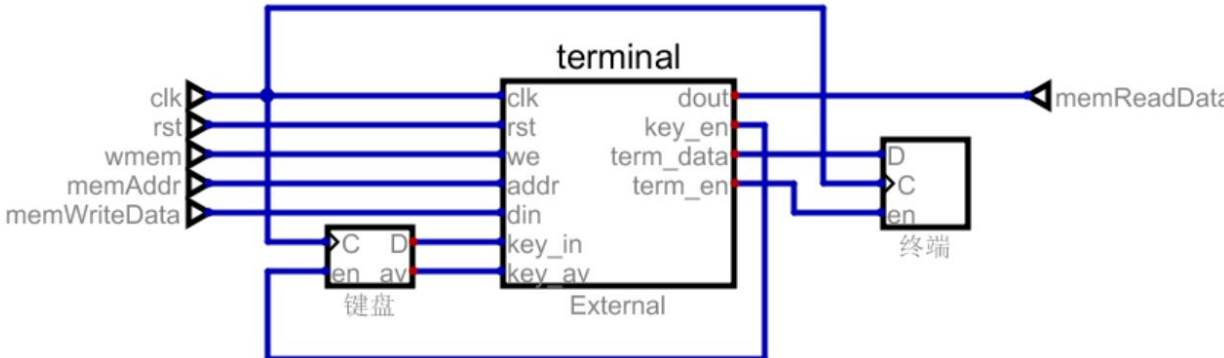 terminal
clk
rst
wmem
memAddr
memWriteData
clk
rst
we
addr
din
key_in
key_av
dout
key_en
term_data
term_en
External
C D
en av
键盘
memReadData
D
C
en
终端